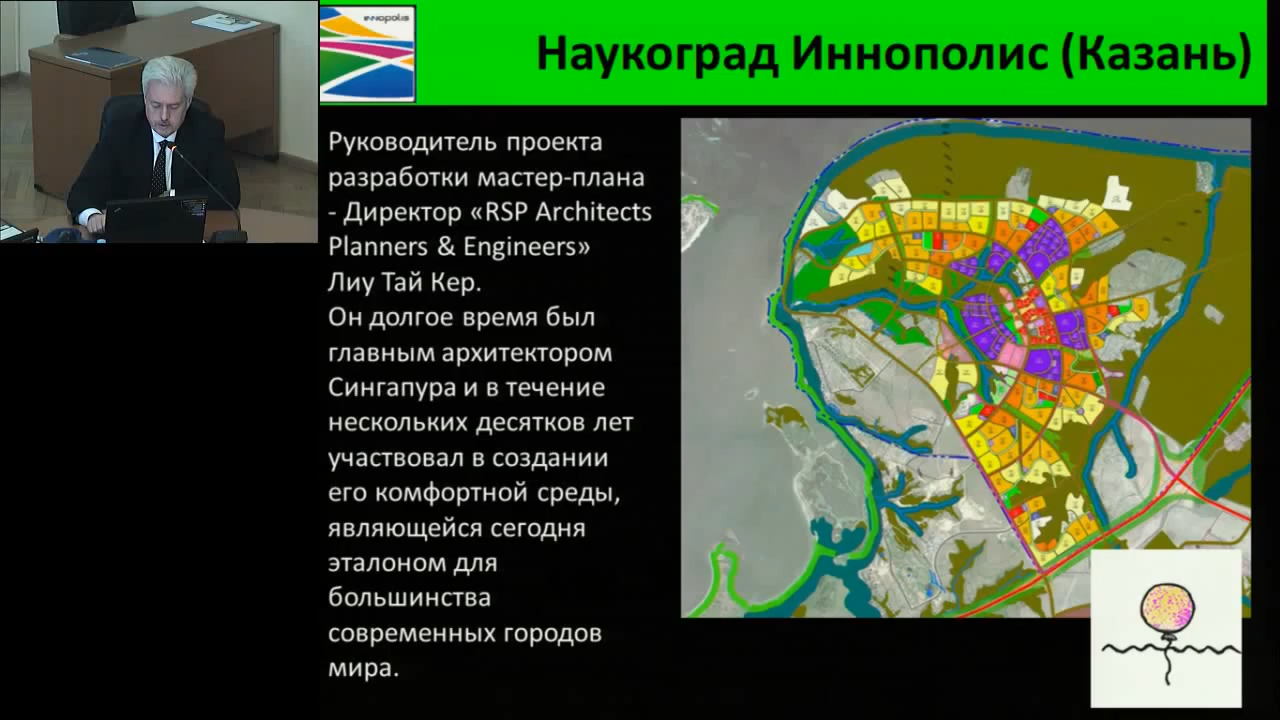 e-nnopolis
Наукоград Иннополис (Казань)
Руководитель проекта
разработки мастер-плана
- Директор «RSP Architects
Planners & Engineers»
Лиу Тай Кер.
Он долгое время был
главным архитектором
Сингапура и в течение
нескольких десятков лет
участвовал в создании
его комфортной среды,
являющейся сегодня
эталоном для
большинства
современных городов
мира.